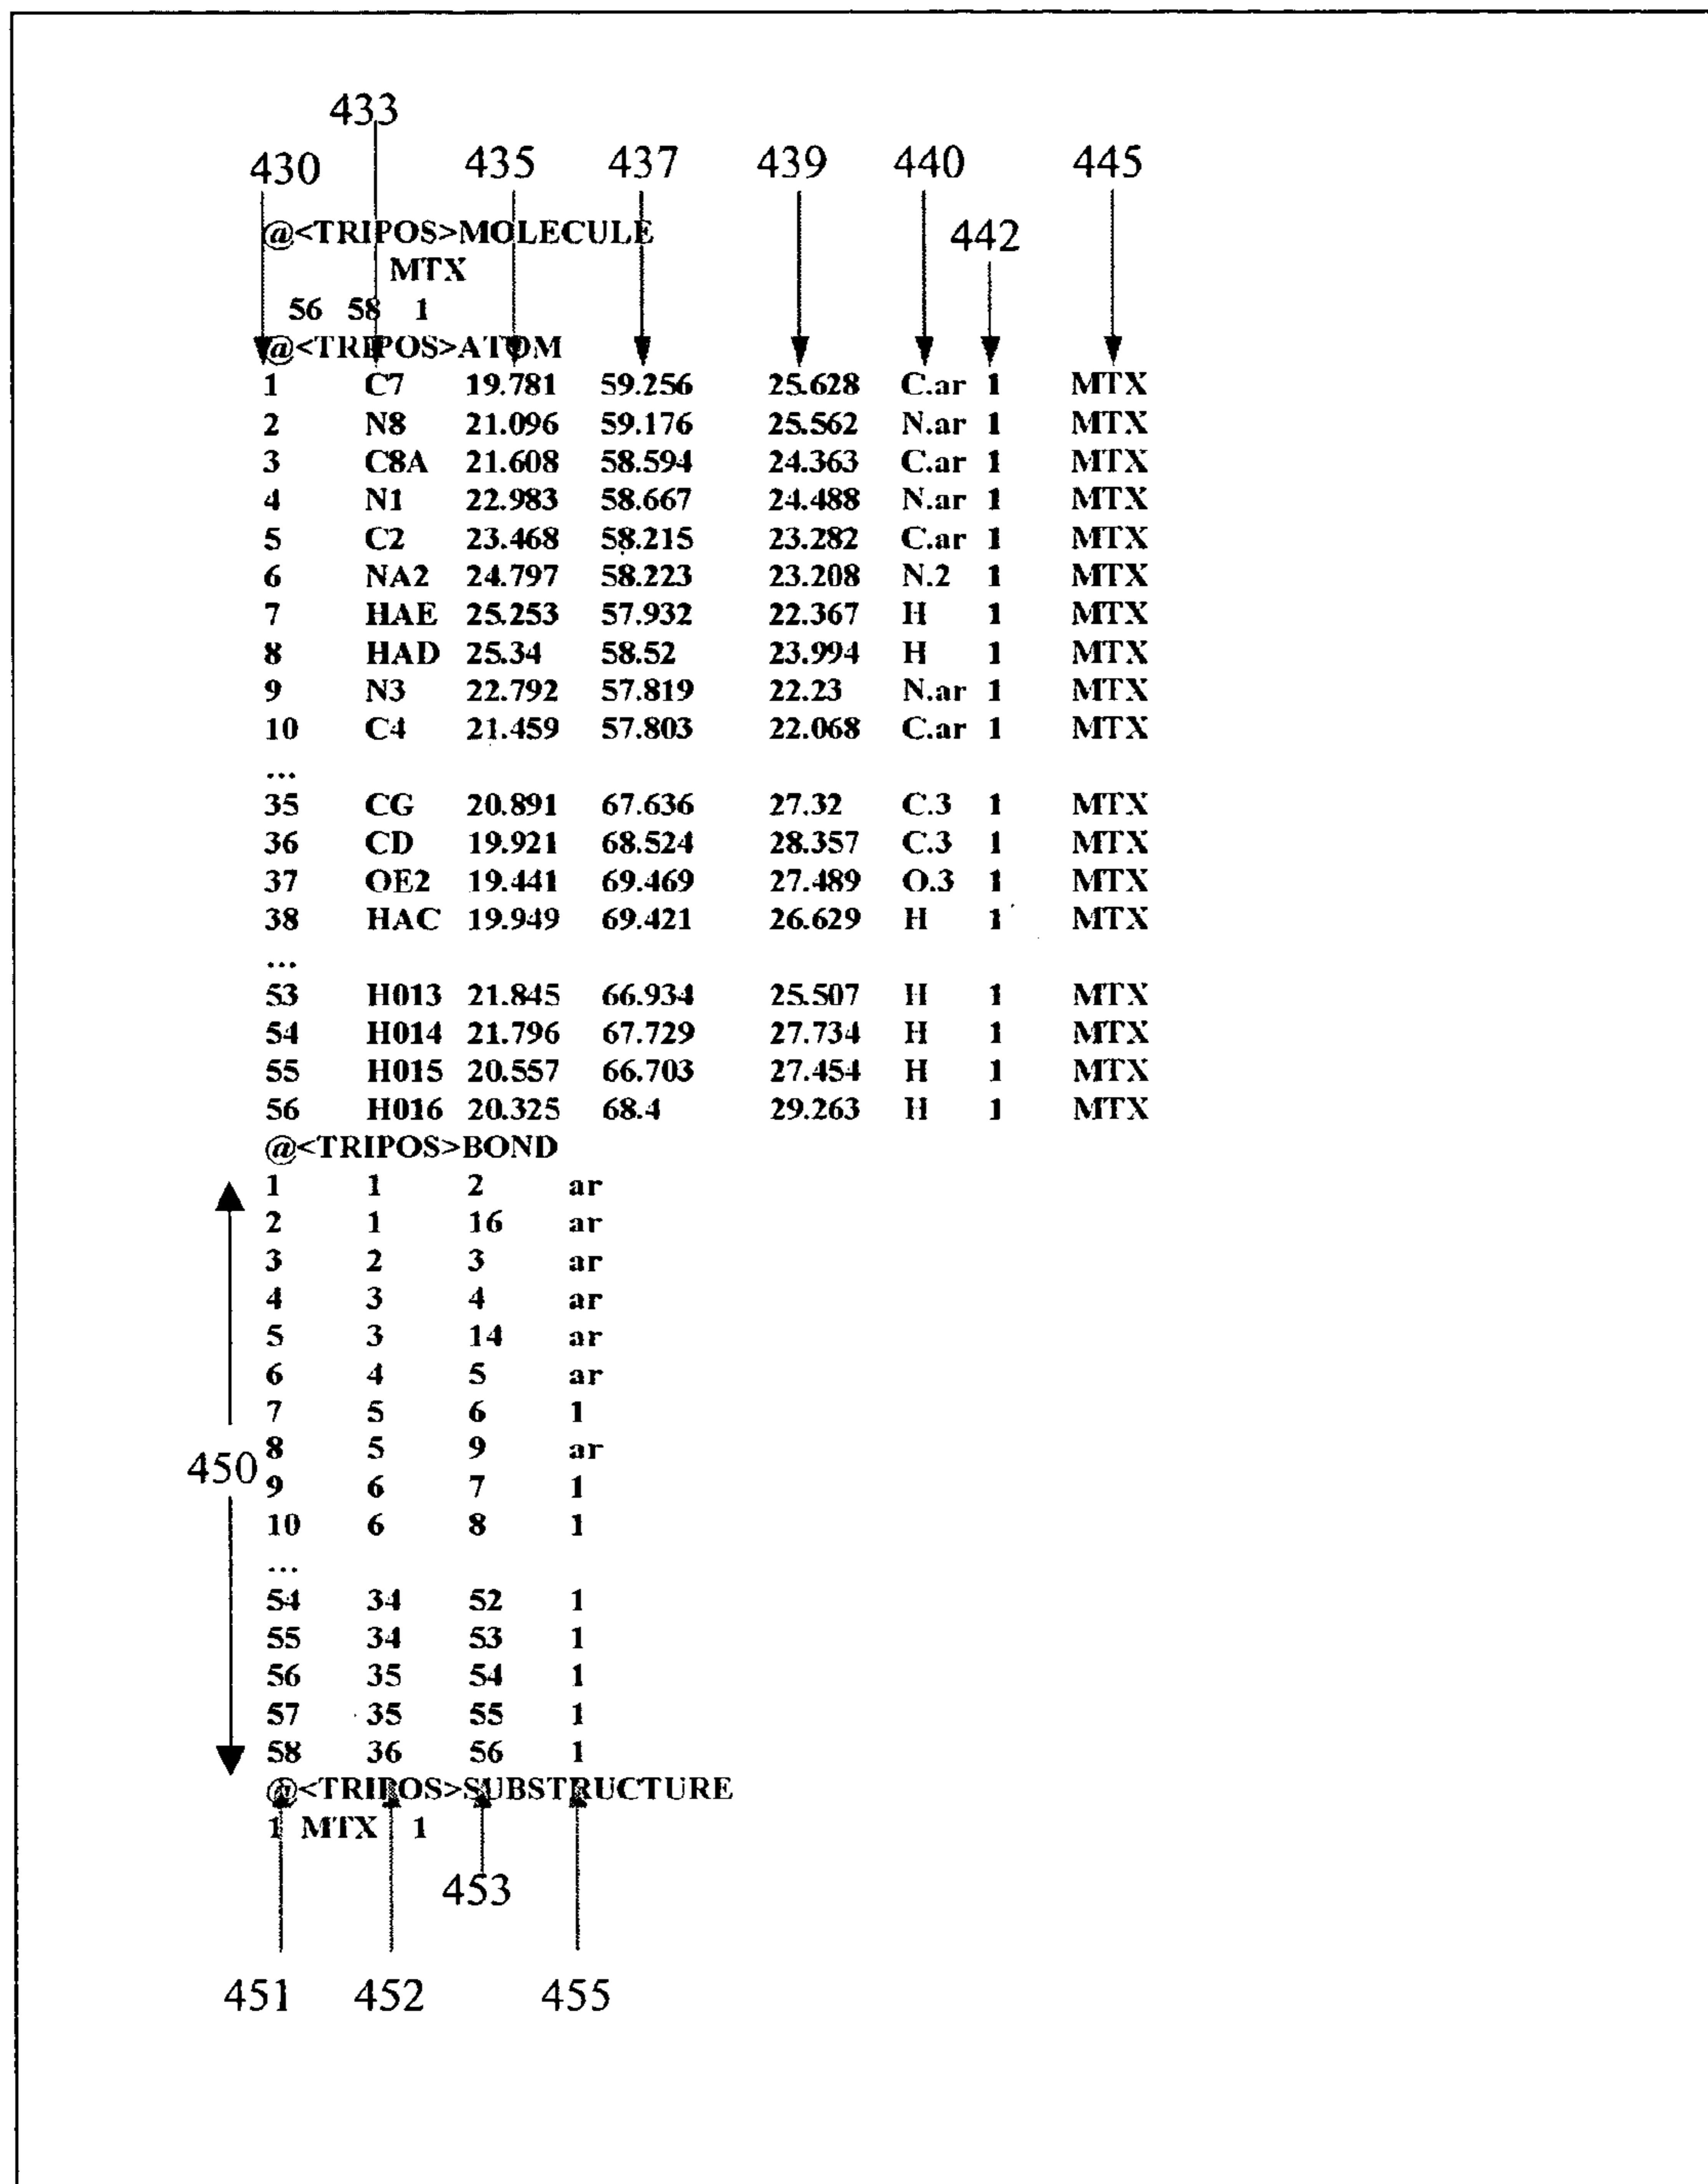 433
430 435 437 439 440 445
@<TRIPOS>MOLECULE 442
MTX
56 58 1
@<TRIPOS>ATOM
1 C7 19.781 59.256 25.628 C.ar 1 MTX
2 N8 21.096 59.176 25.562 N.ar 1 MTX
3 C8A 21.608 58.594 24.363 C.ar 1 MTX
4 N1 22.983 58.667 24.488 N.ar 1 MTX
5 C2 23.468 58.215 23.282 C.ar 1 MTX
6 NA2 24.797 58.223 23.208 N.2 1 MTX
7 HAE 25.253 57.932 22.367 H 1 MTX
8 HAD 25.34 58.52 23.994 H 1 MTX
9 N3 22.792 57.819 22.23 N.ar 1 MTX
10 C4 21.459 57.803 22.068 C.ar 1 MTX
...
35 CG 20.891 67.636 27.32 C.3 1 MTX
36 CD 19.921 68.524 28.357 C.3 1 MTX
37 OE2 19.441 69.469 27.489 O.3 1 MTX
38 HAC 19.949 69.421 26.629 H 1 MTX
...
53 H013 21.845 66.934 25.507 H 1 MTX
54 H014 21.796 67.729 27.734 H 1 MTX
55 H015 20.557 66.703 27.454 H 1 MTX
56 H016 20.325 68.4 29.263 H 1 MTX
@<TRIPOS>BOND
1 1 2 ar
2 1 16 ar
3 2 3 ar
4 3 4 ar
5 3 14 ar
6 4 5 ar
7 5 6 1
8 5 9 ar
450
9 6 7 1
10 6 8 1
...
54 34 52 1
55 34 53 1
56 35 54 1
57 35 55 1
58 36 56 1
@<TRIPOS>SUBSTRUCTURE
1 MTX 1
453
451 452 455